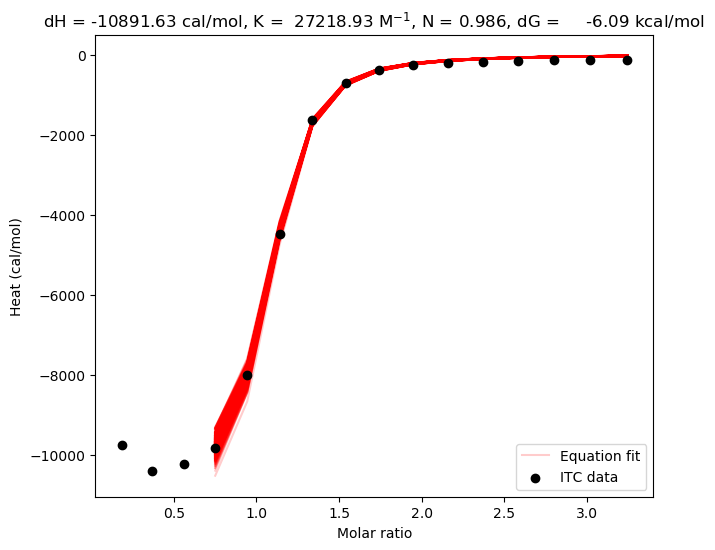 dH = -10891.63 cal/mol, K =  27218.93 M⁻¹, N = 0.986, dG =     -6.09 kcal/mol
0
−2000
−4000
−6000
−8000
−10000
Heat (cal/mol)
Equation fit
ITC data
0.5 1.0 1.5 2.0 2.5 3.0
Molar ratio